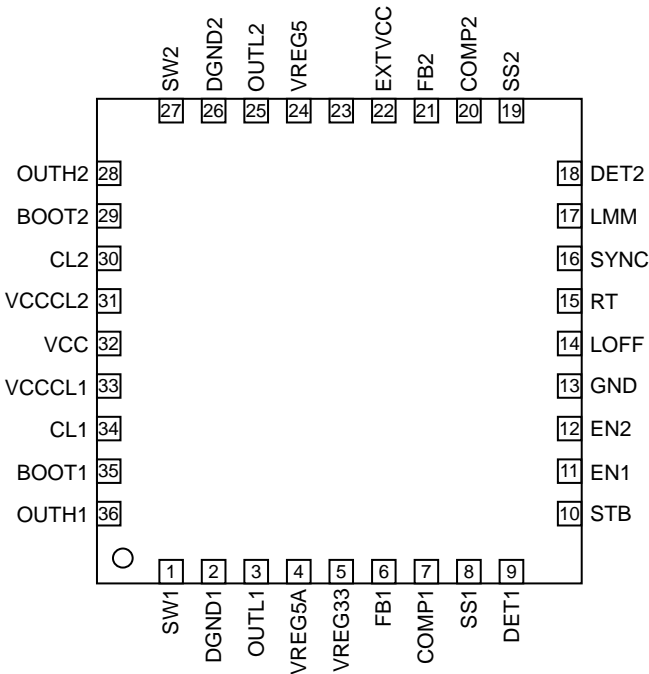 SW2
DGND2
OUTL2
VREG5
EXTVCC
FB2
COMP2
SS2
27 26 25 24 23 22 21 20 19
OUTH2 28
BOOT2 29
CL2 30
VCCCL2 31
VCC 32
VCCCL1 33
CL1 34
BOOT1 35
OUTH1 36
18 DET2
17 LMM
16 SYNC
15 RT
14 LOFF
13 GND
12 EN2
11 EN1
10 STB
1 2 3 4 5 6 7 8 9
SW1
DGND1
OUTL1
VREG5A
VREG33
FB1
COMP1
SS1
DET1